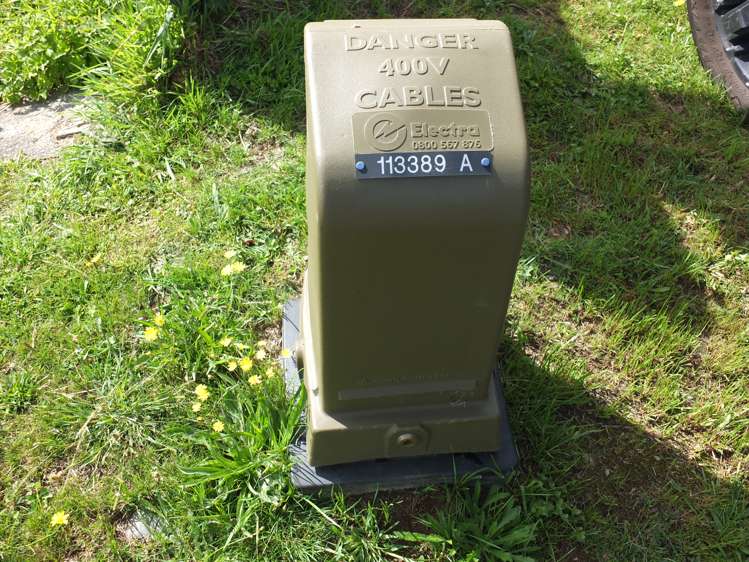 DANGER
400V
CABLES
Electra
0800 567 876
113389 A